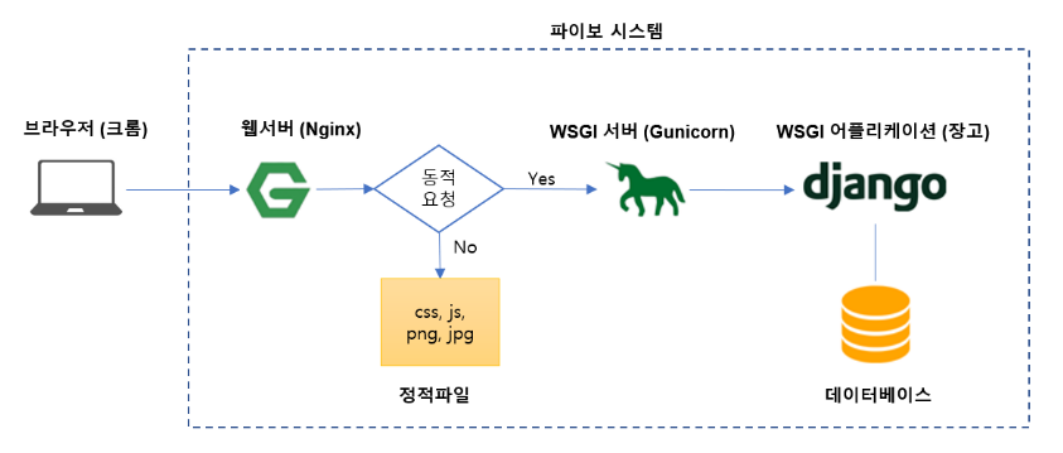 파이보 시스템
브라우저 (크롬)
웹서버 (Nginx)
WSGI 서버 (Gunicorn)
WSGI 어플리케이션 (장고)
동적
요청
Yes
django
No
css, js,
png, jpg
정적파일
데이터베이스